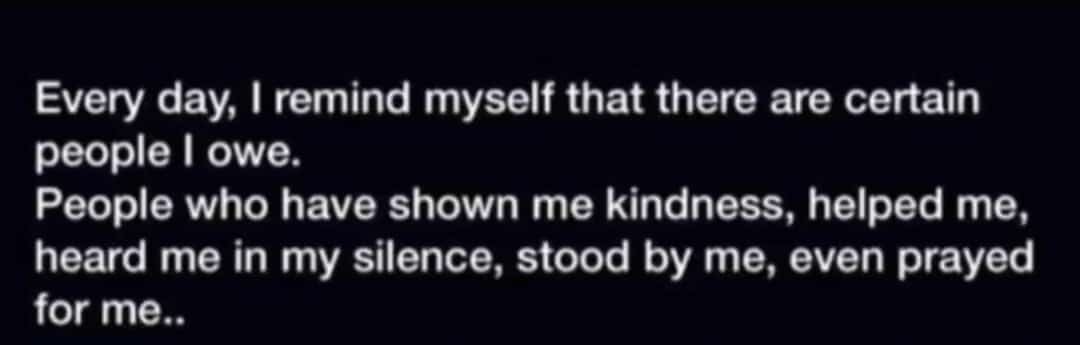 Every day, I remind myself that there are certain
people I owe.
People who have shown me kindness, helped me,
heard me in my silence, stood by me, even prayed
for me..